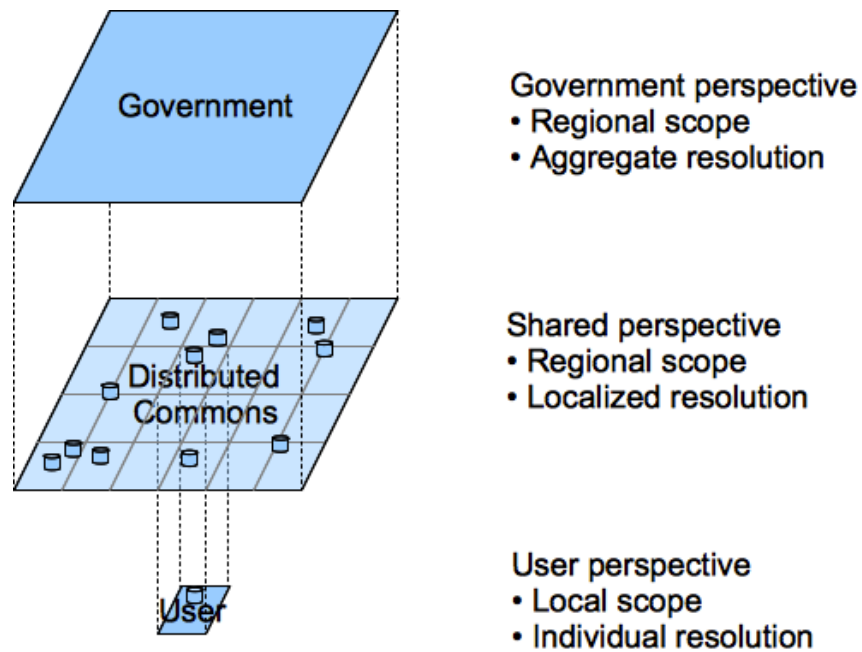 Government
Government perspective
• Regional scope
• Aggregate resolution
Distributed
Commons
Shared perspective
• Regional scope
• Localized resolution
User
User perspective
• Local scope
• Individual resolution